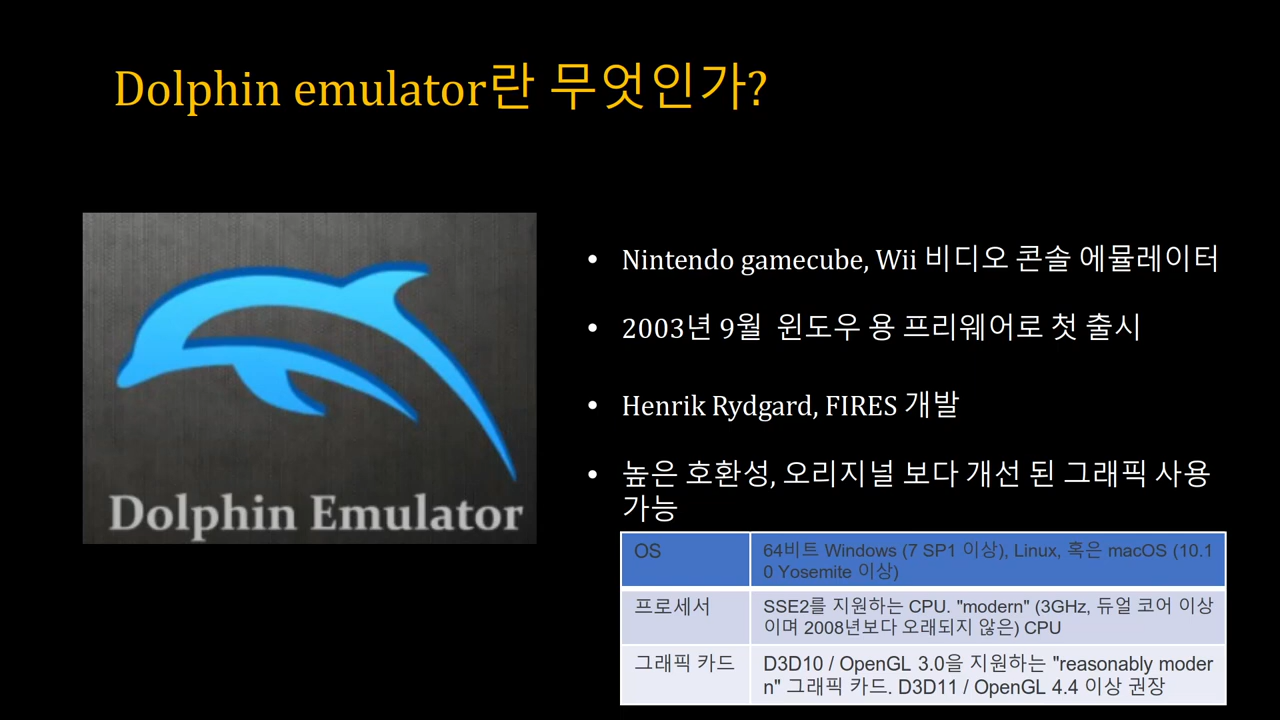 Dolphin emulator란 무엇인가?
Dolphin Emulator
• Nintendo gamecube, Wii 비디오 콘솔 에뮬레이터
• 2003년 9월 윈도우 용 프리웨어로 첫 출시
• Henrik Rydgard, FIRES 개발
• 높은 호환성, 오리지널 보다 개선 된 그래픽 사용
가능
OS
64비트 Windows (7 SP1 이상), Linux, 혹은 macOS (10.1
0 Yosemite 이상)
프로세서
SSE2를 지원하는 CPU. "modern" (3GHz, 듀얼 코어 이상
이며 2008년보다 오래되지 않은) CPU
그래픽 카드
D3D10 / OpenGL 3.0을 지원하는 "reasonably moder
n" 그래픽 카드. D3D11 / OpenGL 4.4 이상 권장